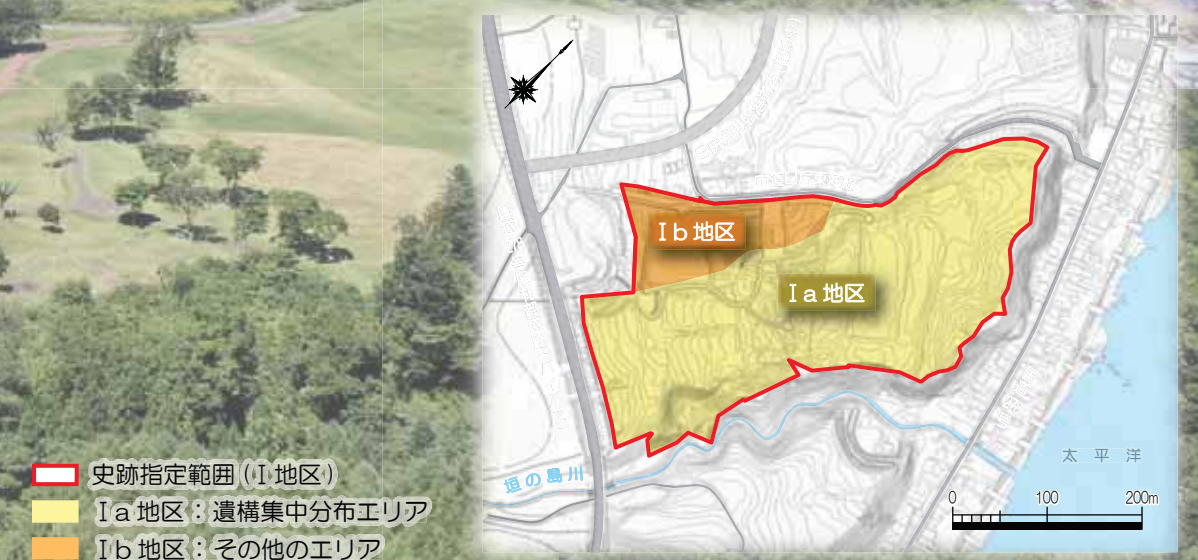 Ⅰb地区
Ⅰa地区
垣の島川
太平洋
0 100 200m
史跡指定範囲(Ⅰ地区)
Ⅰa地区：遺構集中分布エリア
Ⅰb地区：その他のエリア